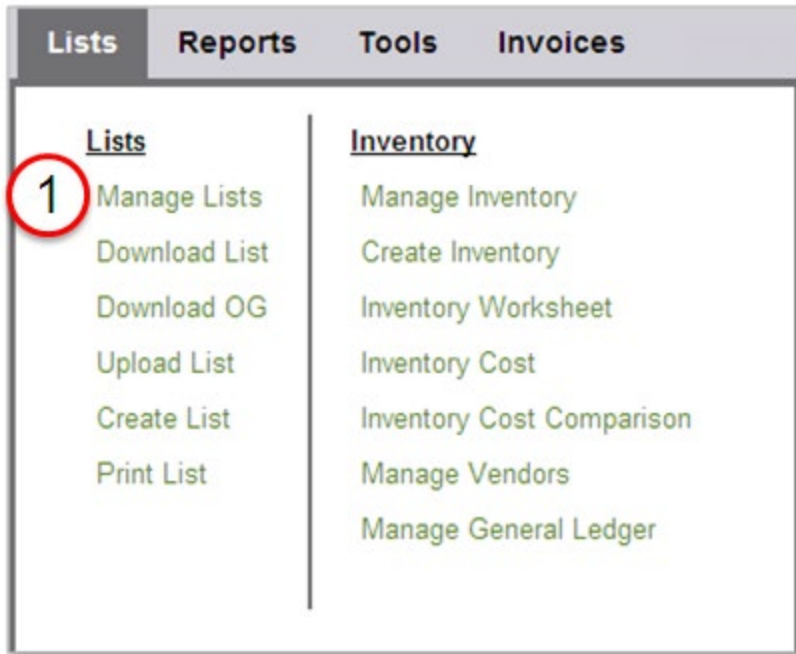 Lists Reports Tools Invoices
Lists
1 Manage Lists
Download List
Download OG
Upload List
Create List
Print List
Inventory
Manage Inventory
Create Inventory
Inventory Worksheet
Inventory Cost
Inventory Cost Comparison
Manage Vendors
Manage General Ledger